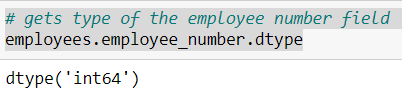 # gets type of the employee number field
employees.employee_number.dtype
dtype('int64')